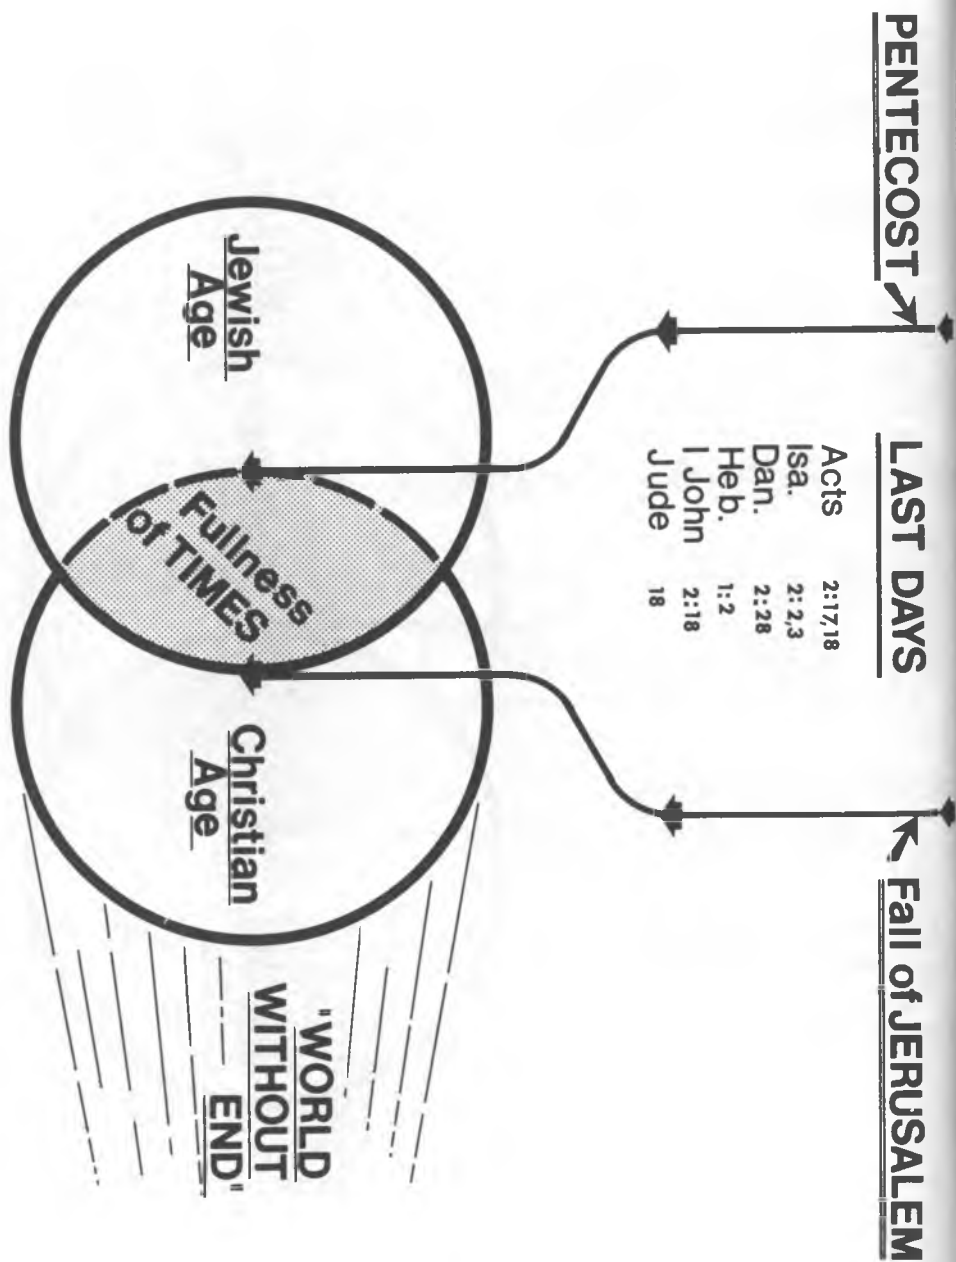 PENTECOST
LAST DAYS
Fall of JERUSALEM
Acts 2:17,18
Isa. 2:2,3
Dan. 2:28
Heb. 1:2
I John 2:18
Jude 18
Jewish
Age
Fullness
of TIMES
Christian
Age
"WORLD
WITHOUT
END"